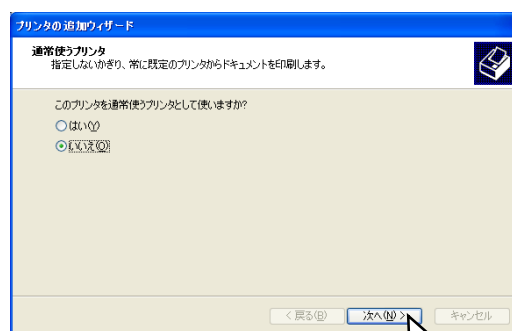 プリンタの追加ウィザード
通常使うプリンタ
指定しないかぎり、常に既定のプリンタからドキュメントを印刷します。
このプリンタを通常使うプリンタとして使いますか?
はい(Y)
いいえ(O)
< 戻る(B)
次へ(N) >
キャンセル